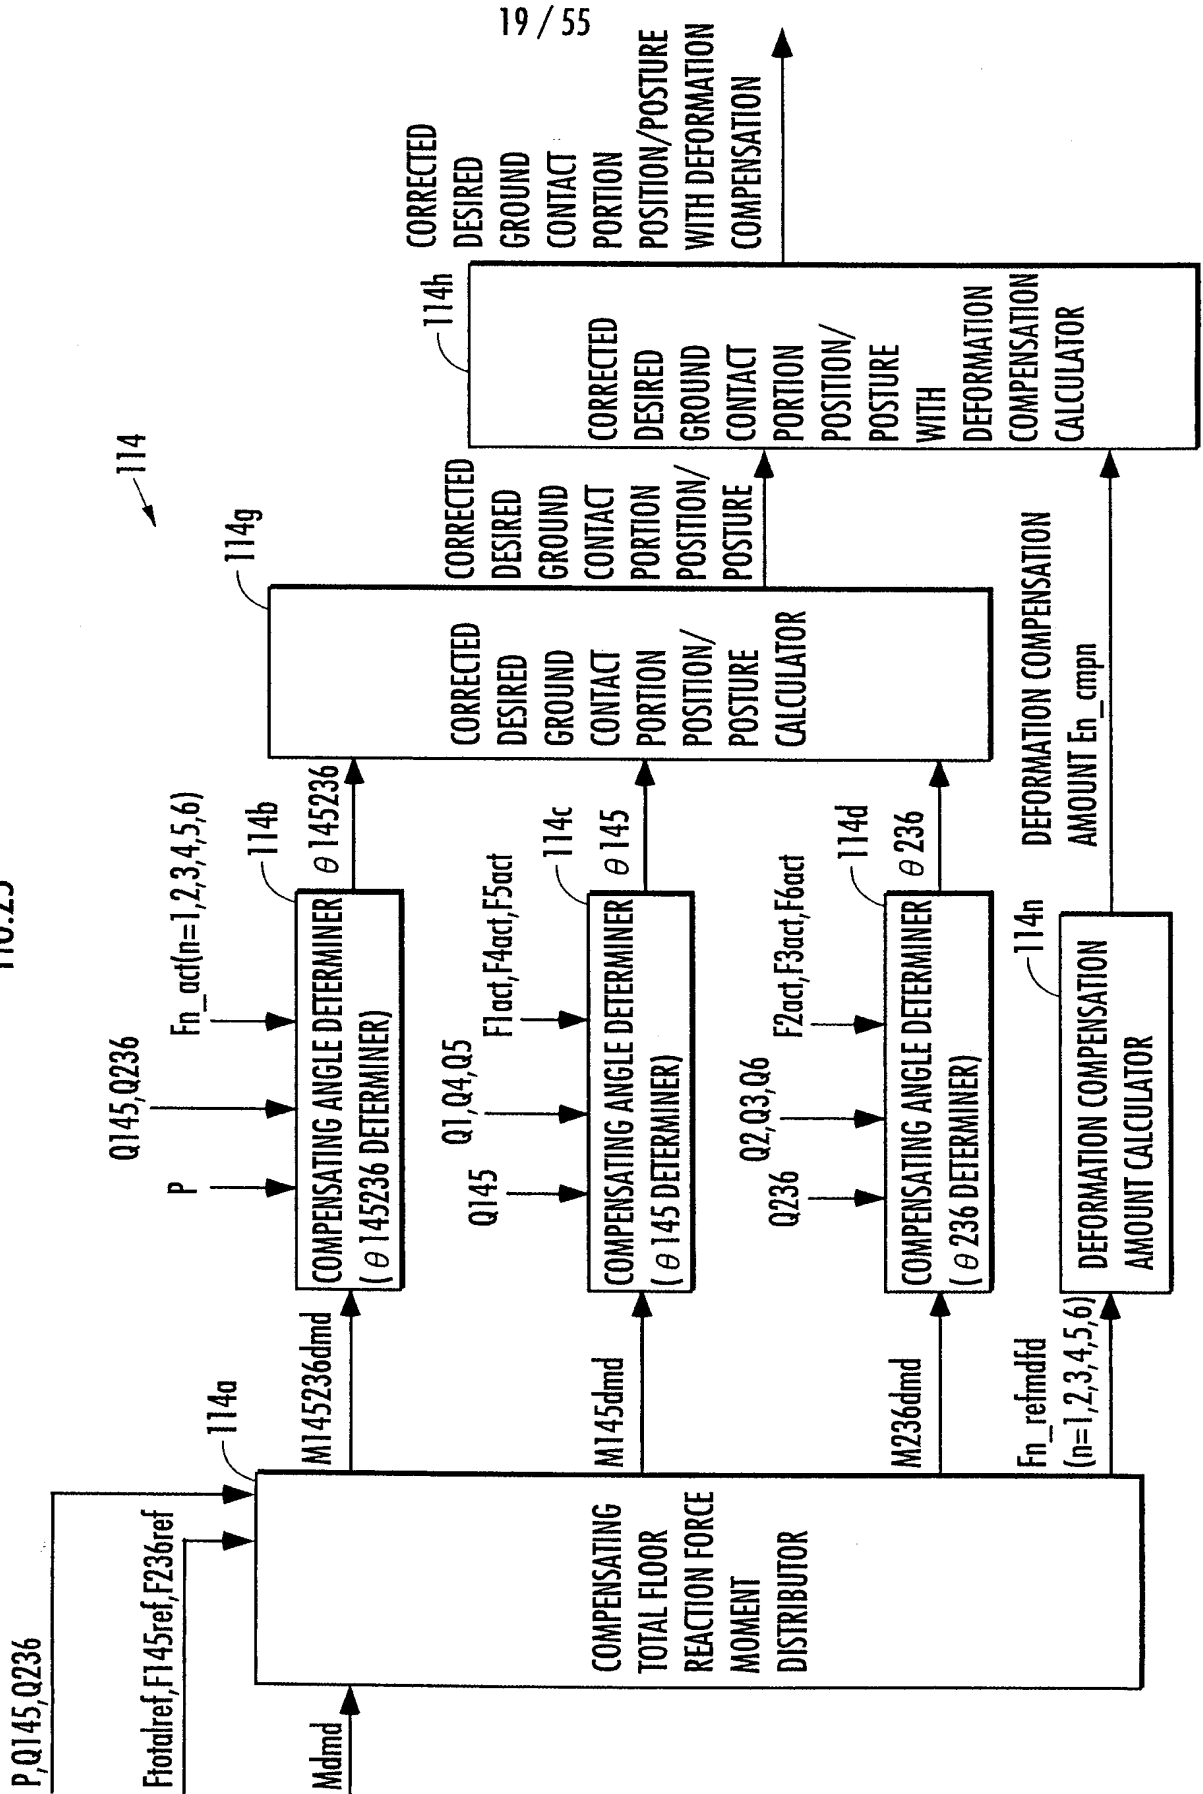 19 / 55
P,Q145,Q236
Ftotalref,F145ref,F236ref
Mdmd
114a
COMPENSATING
TOTAL FLOOR
REACTION FORCE
MOMENT
DISTRIBUTOR
114
M145236dmd
P
Q145,Q236
Fn_act(n=1,2,3,4,5,6)
114b
COMPENSATING ANGLE DETERMINER
(θ145236 DETERMINER)
θ145236
M145dmd
Q145
Q1,Q4,Q5
F1act,F4act,F5act
114c
COMPENSATING ANGLE DETERMINER
(θ145 DETERMINER)
θ145
M236dmd
Q236
Q2,Q3,Q6
F2act,F3act,F6act
114d
COMPENSATING ANGLE DETERMINER
(θ236 DETERMINER)
θ236
Fn_refmdfd
(n=1,2,3,4,5,6)
114n
DEFORMATION COMPENSATION
AMOUNT CALCULATOR
DEFORMATION COMPENSATION
AMOUNT En_cmpn
114g
CORRECTED
DESIRED
GROUND
CONTACT
PORTION
POSITION/
POSTURE
CALCULATOR
CORRECTED
DESIRED
GROUND
CONTACT
PORTION
POSITION/
POSTURE
114h
CORRECTED
DESIRED
GROUND
CONTACT
PORTION
POSITION/
POSTURE
WITH
DEFORMATION
COMPENSATION
CALCULATOR
CORRECTED
DESIRED
GROUND
CONTACT
PORTION
POSITION/POSTURE
WITH DEFORMATION
COMPENSATION